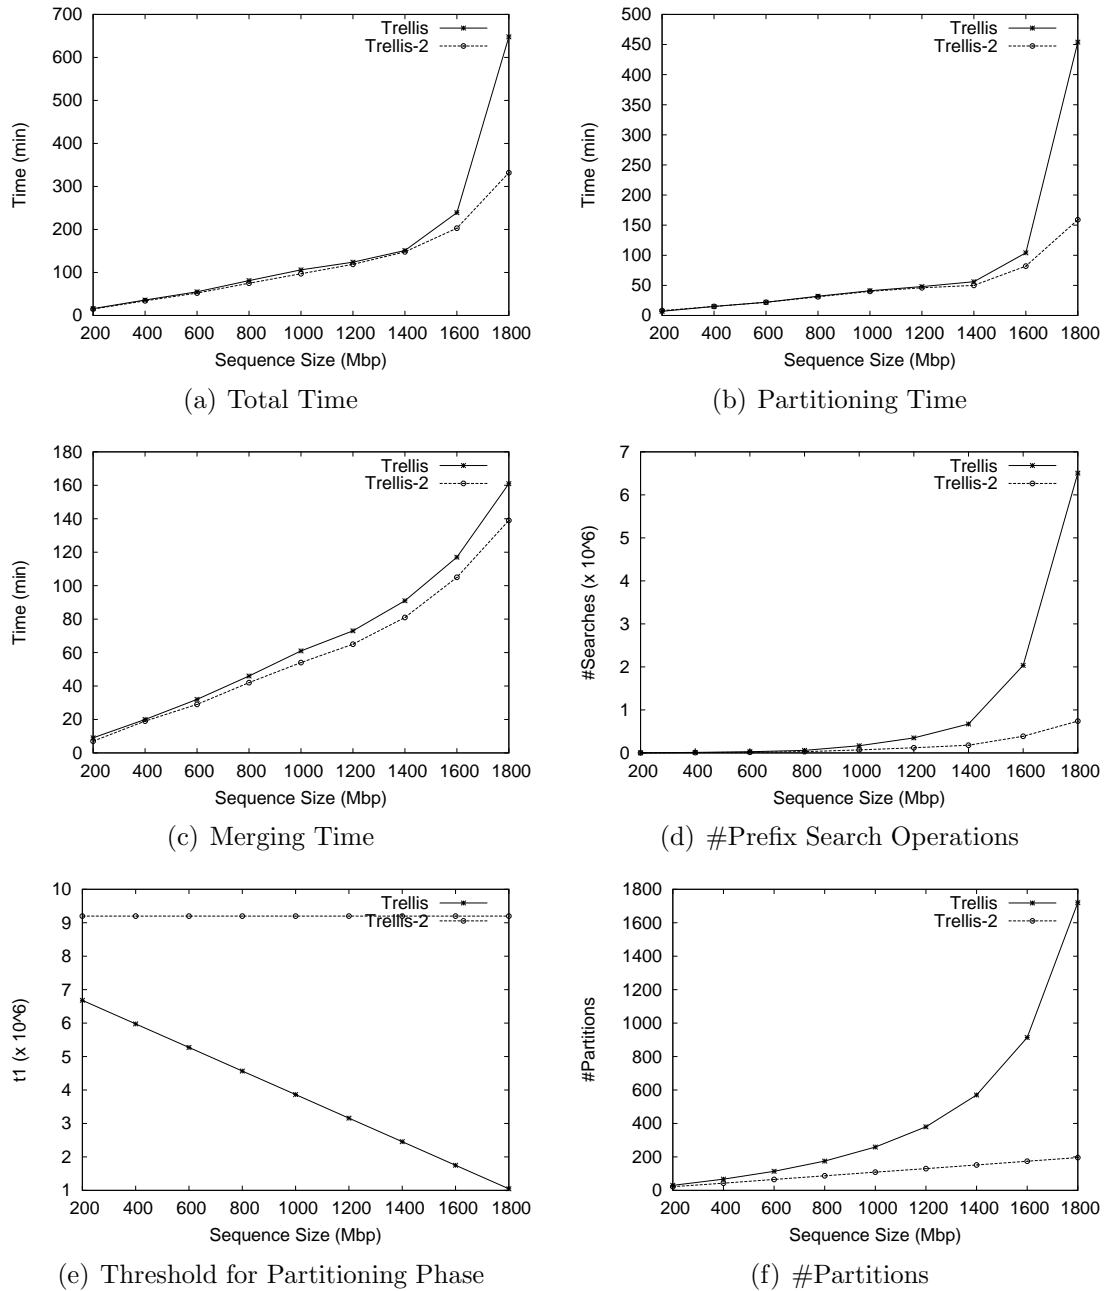 700
600
500
400
300
200
100
0
200 400 600 800 1000 1200 1400 1600 1800
Time (min)
Sequence Size (Mbp)
Trellis
Trellis-2
(a) Total Time
500
450
400
350
300
250
200
150
100
50
0
200 400 600 800 1000 1200 1400 1600 1800
Time (min)
Sequence Size (Mbp)
Trellis
Trellis-2
(b) Partitioning Time
180
160
140
120
100
80
60
40
20
0
200 400 600 800 1000 1200 1400 1600 1800
Time (min)
Sequence Size (Mbp)
Trellis
Trellis-2
(c) Merging Time
7
6
5
4
3
2
1
0
200 400 600 800 1000 1200 1400 1600 1800
#Searches (x 10^6)
Sequence Size (Mbp)
Trellis
Trellis-2
(d) #Prefix Search Operations
10
9
8
7
6
5
4
3
2
1
200 400 600 800 1000 1200 1400 1600 1800
t1 (x 10^6)
Sequence Size (Mbp)
Trellis
Trellis-2
(e) Threshold for Partitioning Phase
1800
1600
1400
1200
1000
800
600
400
200
0
200 400 600 800 1000 1200 1400 1600 1800
#Partitions
Sequence Size (Mbp)
Trellis
Trellis-2
(f) #Partitions